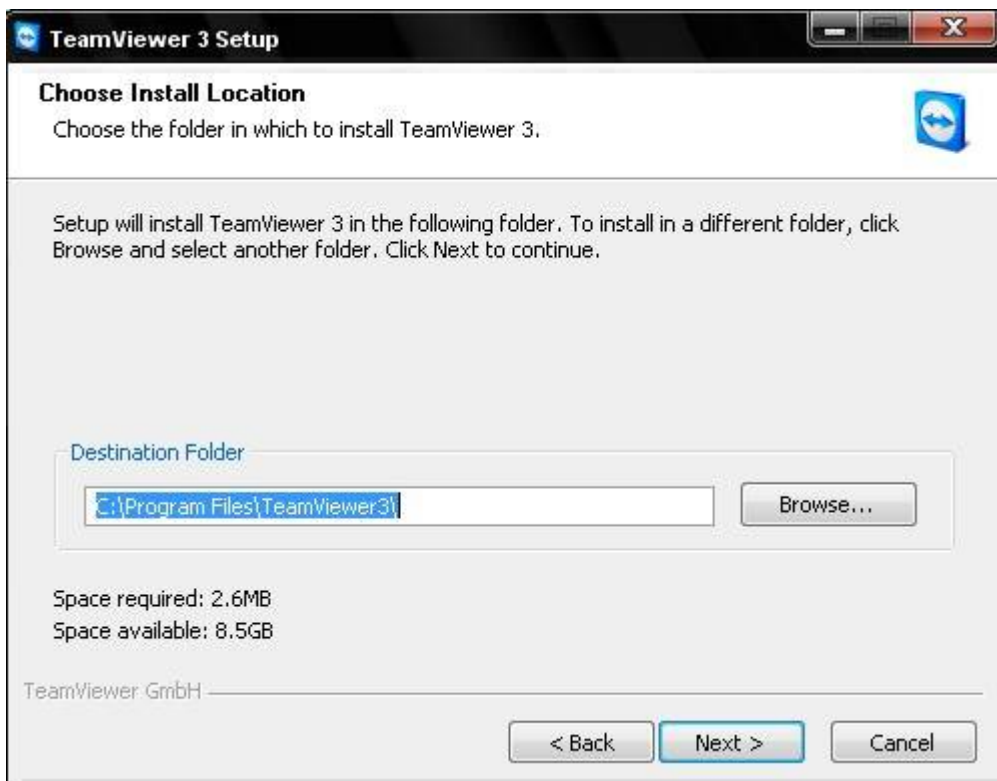 TeamViewer 3 Setup
Choose Install Location
Choose the folder in which to install TeamViewer 3.
Setup will install TeamViewer 3 in the following folder. To install in a different folder, click
Browse and select another folder. Click Next to continue.
Destination Folder
C:\Program Files\TeamViewer3\
Browse...
Space required: 2.6MB
Space available: 8.5GB
TeamViewer GmbH
< Back
Next >
Cancel